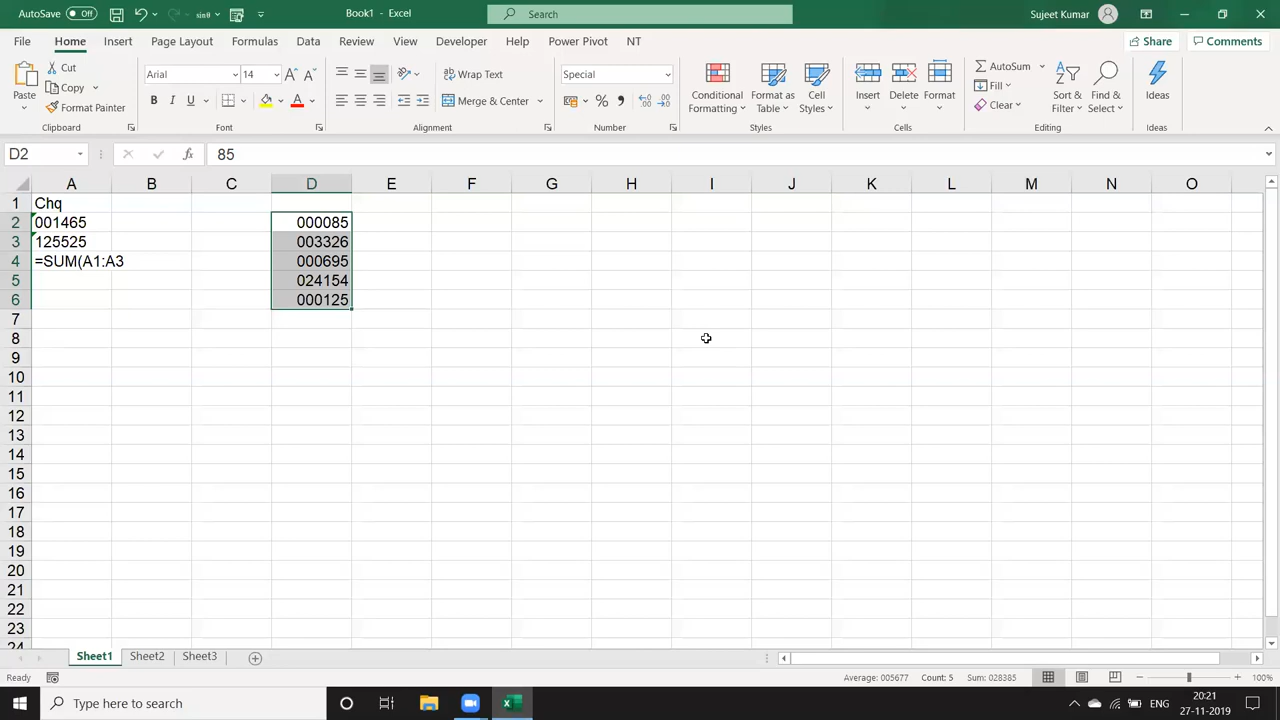 AutoSave Off Book1 - Excel Search Sujeet Kumar
File Home Insert Page Layout Formulas Data Review View Developer Help Power Pivot NT Share Comments
Paste Cut Copy Format Painter Clipboard
Arial 14 B I U A Font
Wrap Text Merge & Center Alignment
Special % Number
Conditional Formatting Format as Table Cell Styles Styles
Insert Delete Format Cells
AutoSum Fill Clear Sort & Filter Find & Select Editing
Ideas Ideas
D2 fx 85
A B C D E F G H I J K L M N O
1 Chq
2 001465 000085
3 125525 003326
4 =SUM(A1:A3 000695
5 024154
6 000125
7
8
9
10
11
12
13
14
15
16
17
18
19
20
21
22
23
24
Sheet1 Sheet2 Sheet3
Ready Average: 005677 Count: 5 Sum: 028385 100%
Type here to search ENG 20:21
27-11-2019